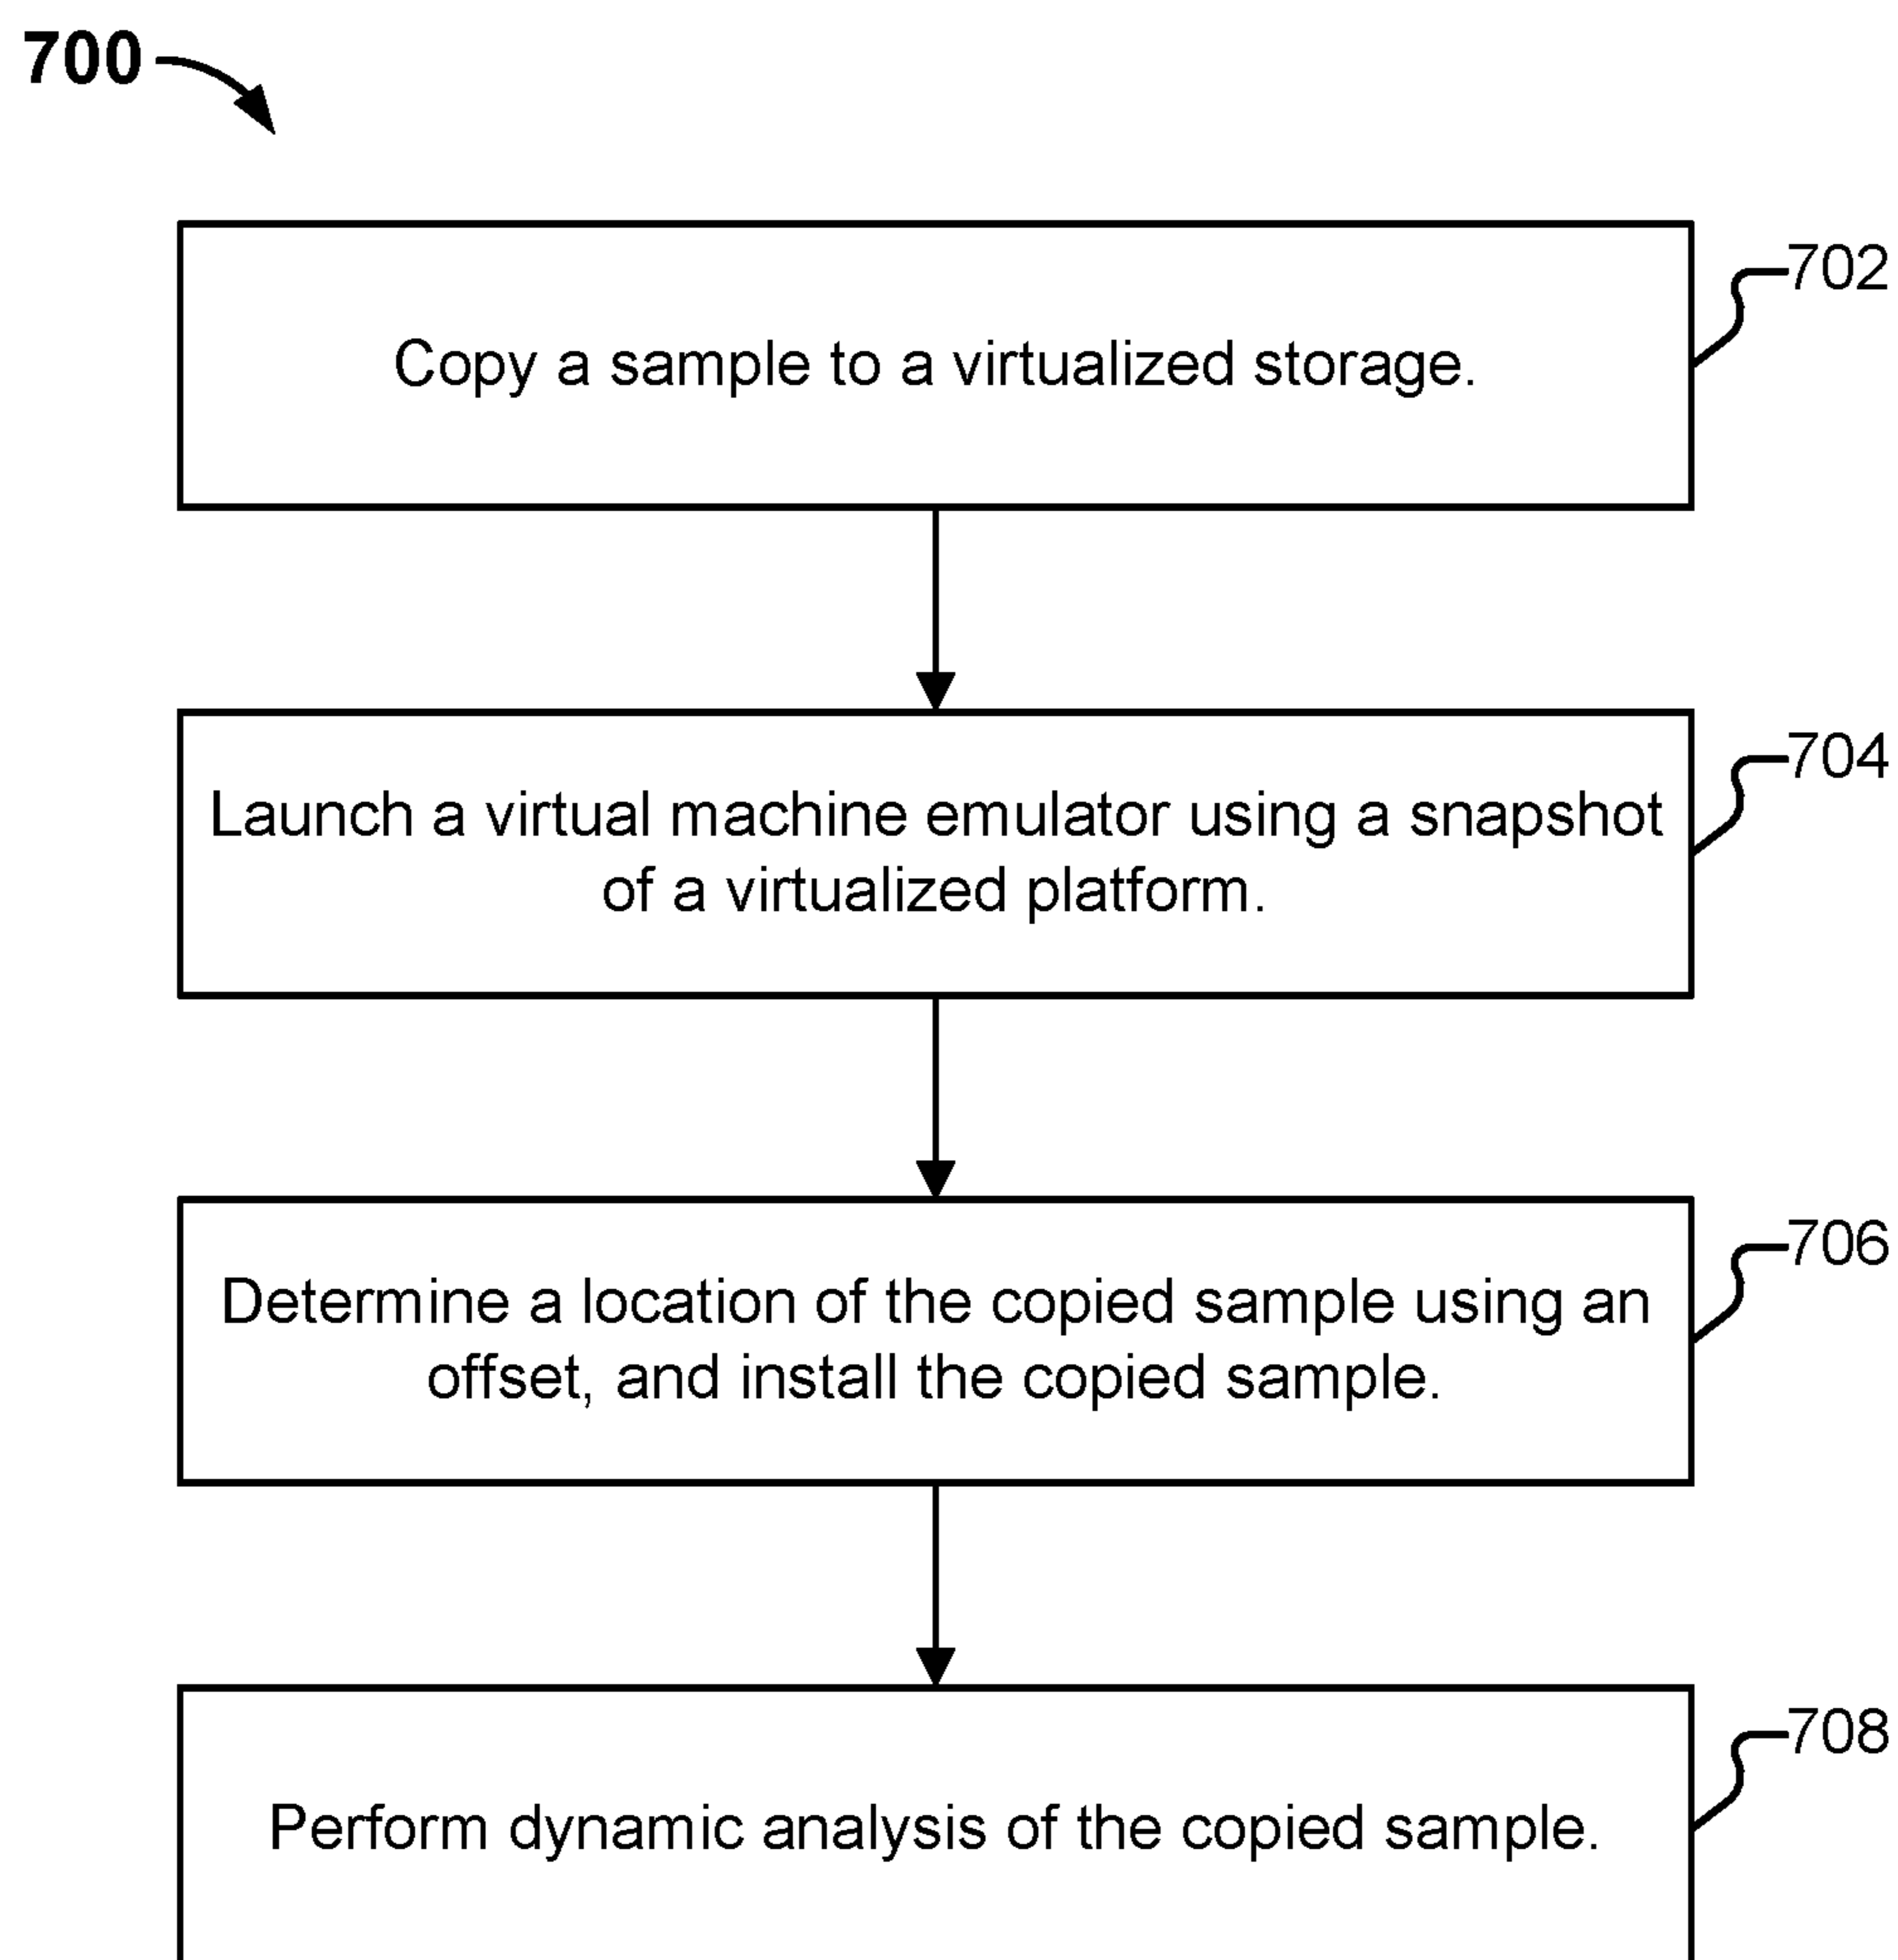 700
702
Copy a sample to a virtualized storage.
704
Launch a virtual machine emulator using a snapshot
of a virtualized platform.
706
Determine a location of the copied sample using an
offset, and install the copied sample.
708
Perform dynamic analysis of the copied sample.